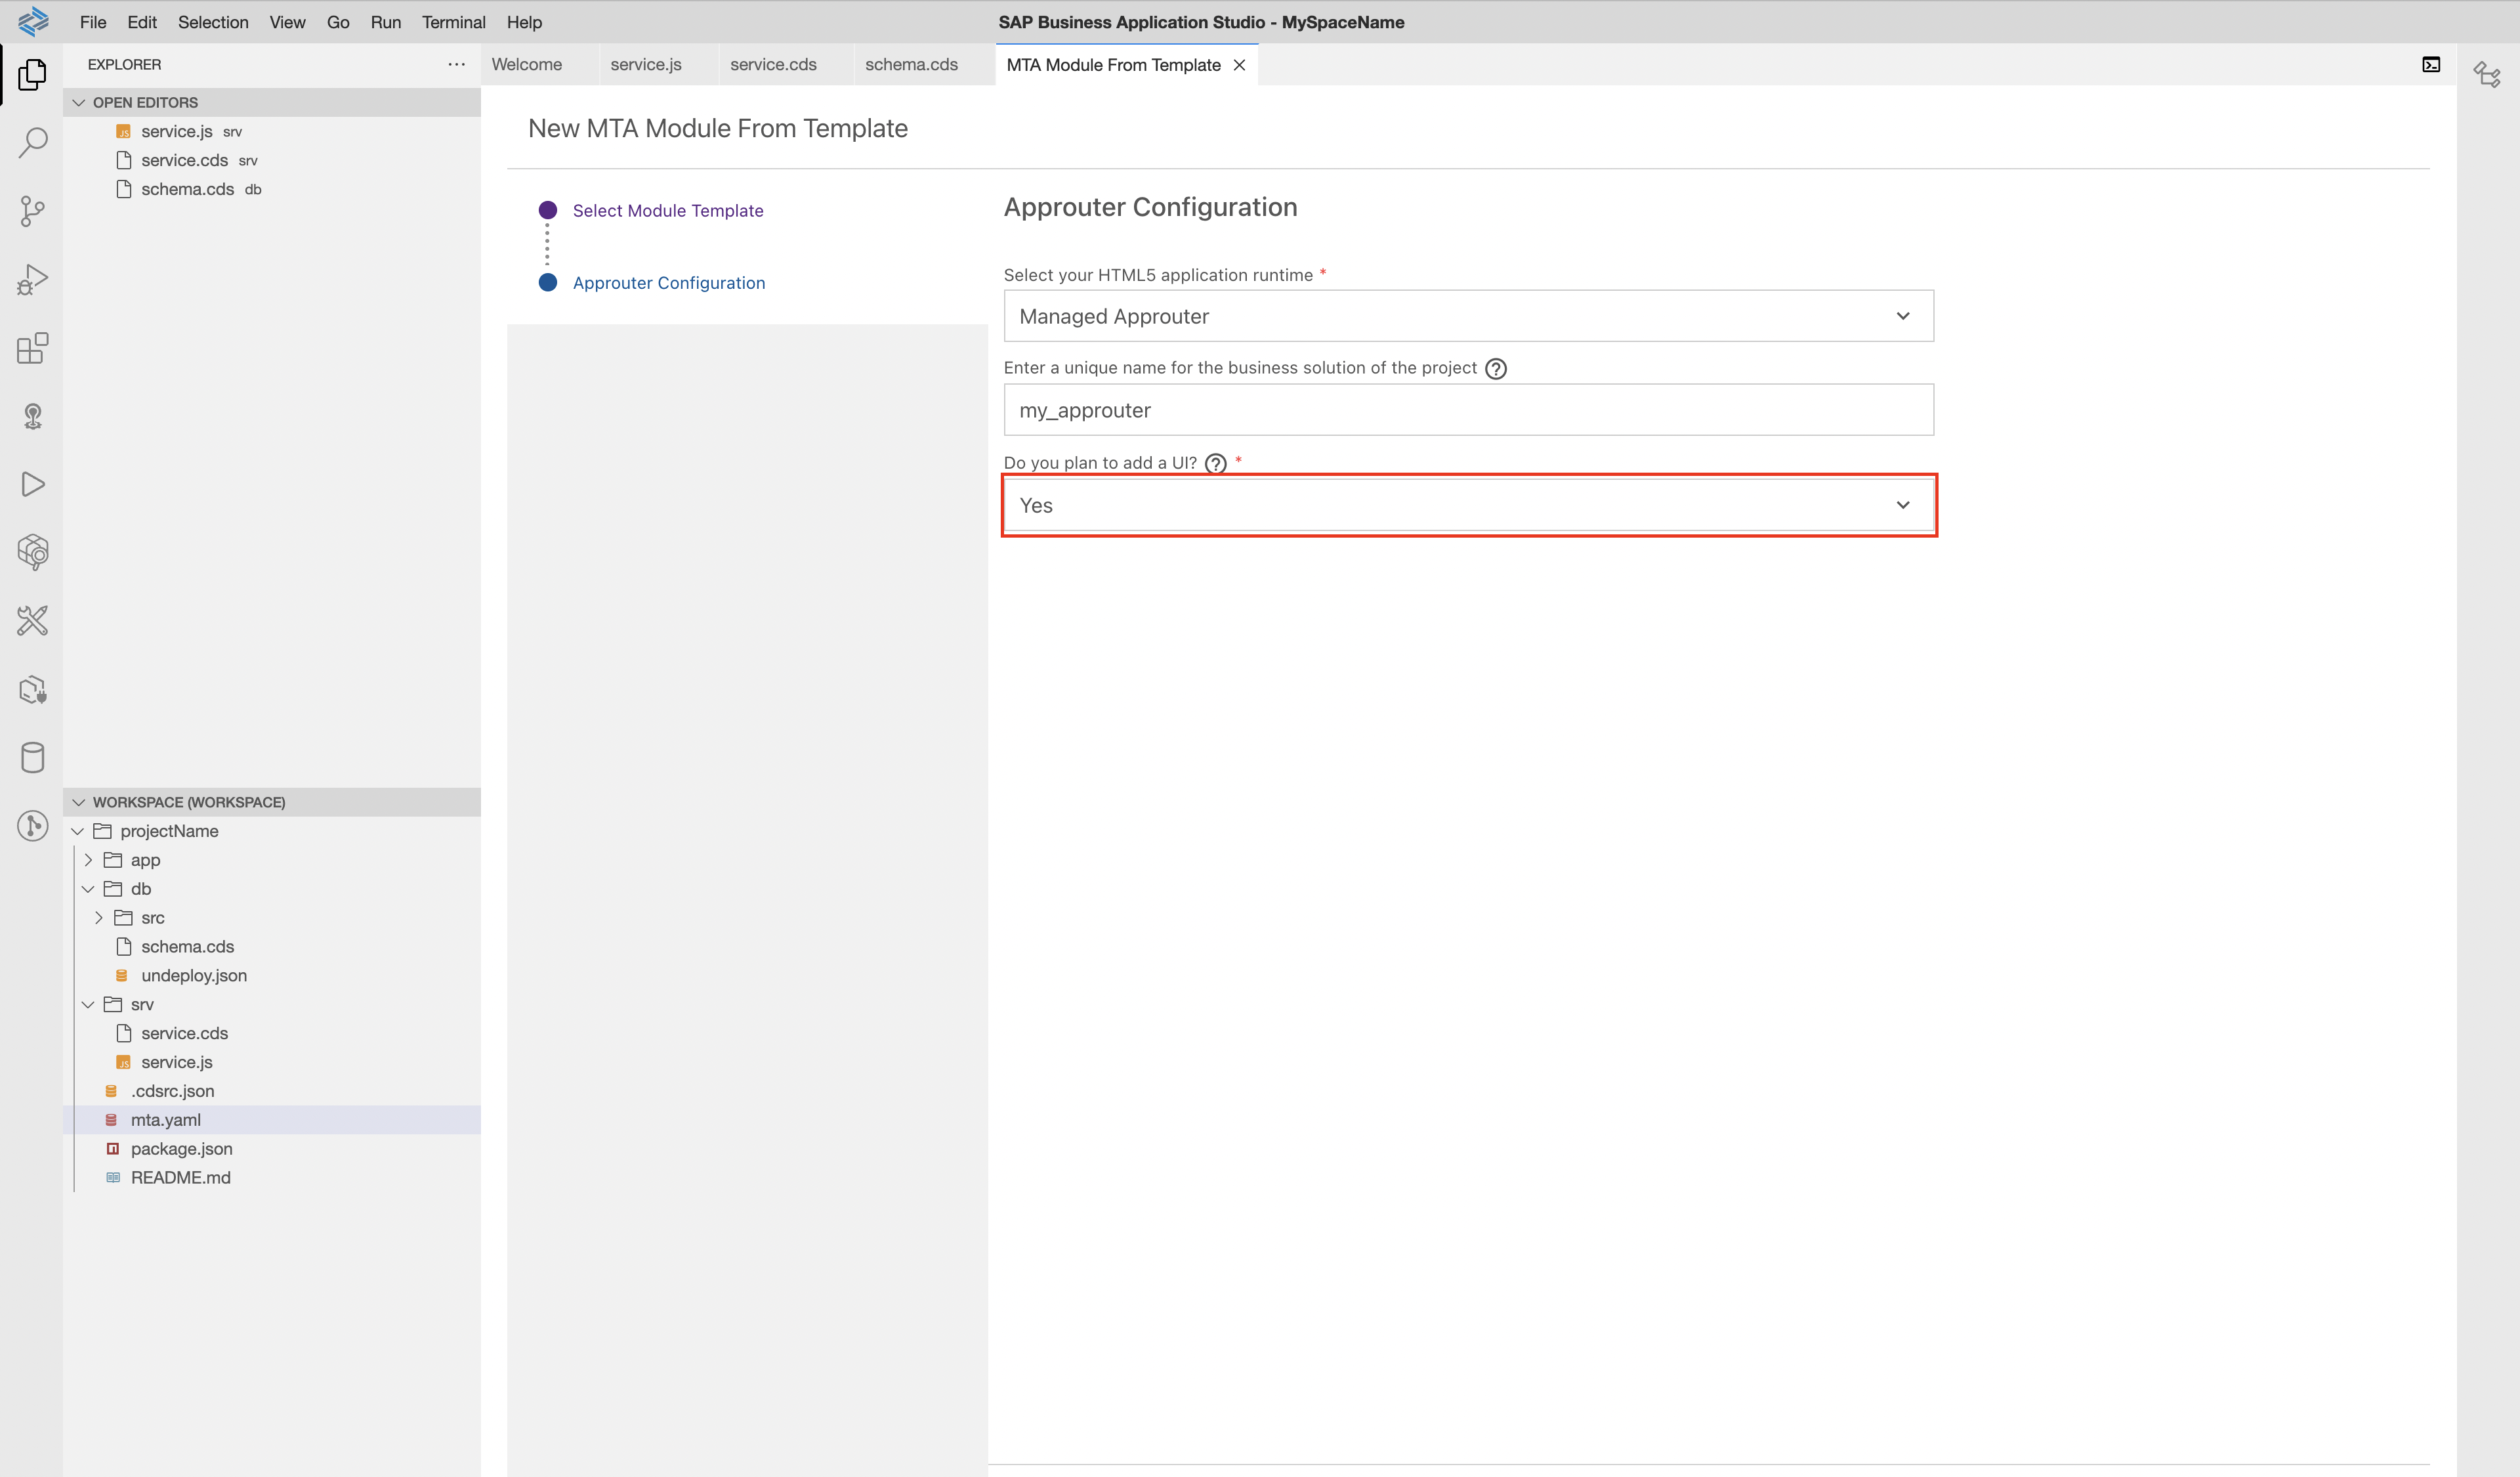 File Edit Selection View Go Run Terminal Help
SAP Business Application Studio - MySpaceName
EXPLORER
Welcome
service.js
service.cds
schema.cds
MTA Module From Template
OPEN EDITORS
service.js srv
service.cds srv
schema.cds db
WORKSPACE (WORKSPACE)
projectName
app
db
src
schema.cds
undeploy.json
srv
service.cds
service.js
.cdsrc.json
mta.yaml
package.json
README.md
New MTA Module From Template
Select Module Template
Approuter Configuration
Approuter Configuration
Select your HTML5 application runtime *
Managed Approuter
Enter a unique name for the business solution of the project ?
my_approuter
Do you plan to add a UI? ? *
Yes